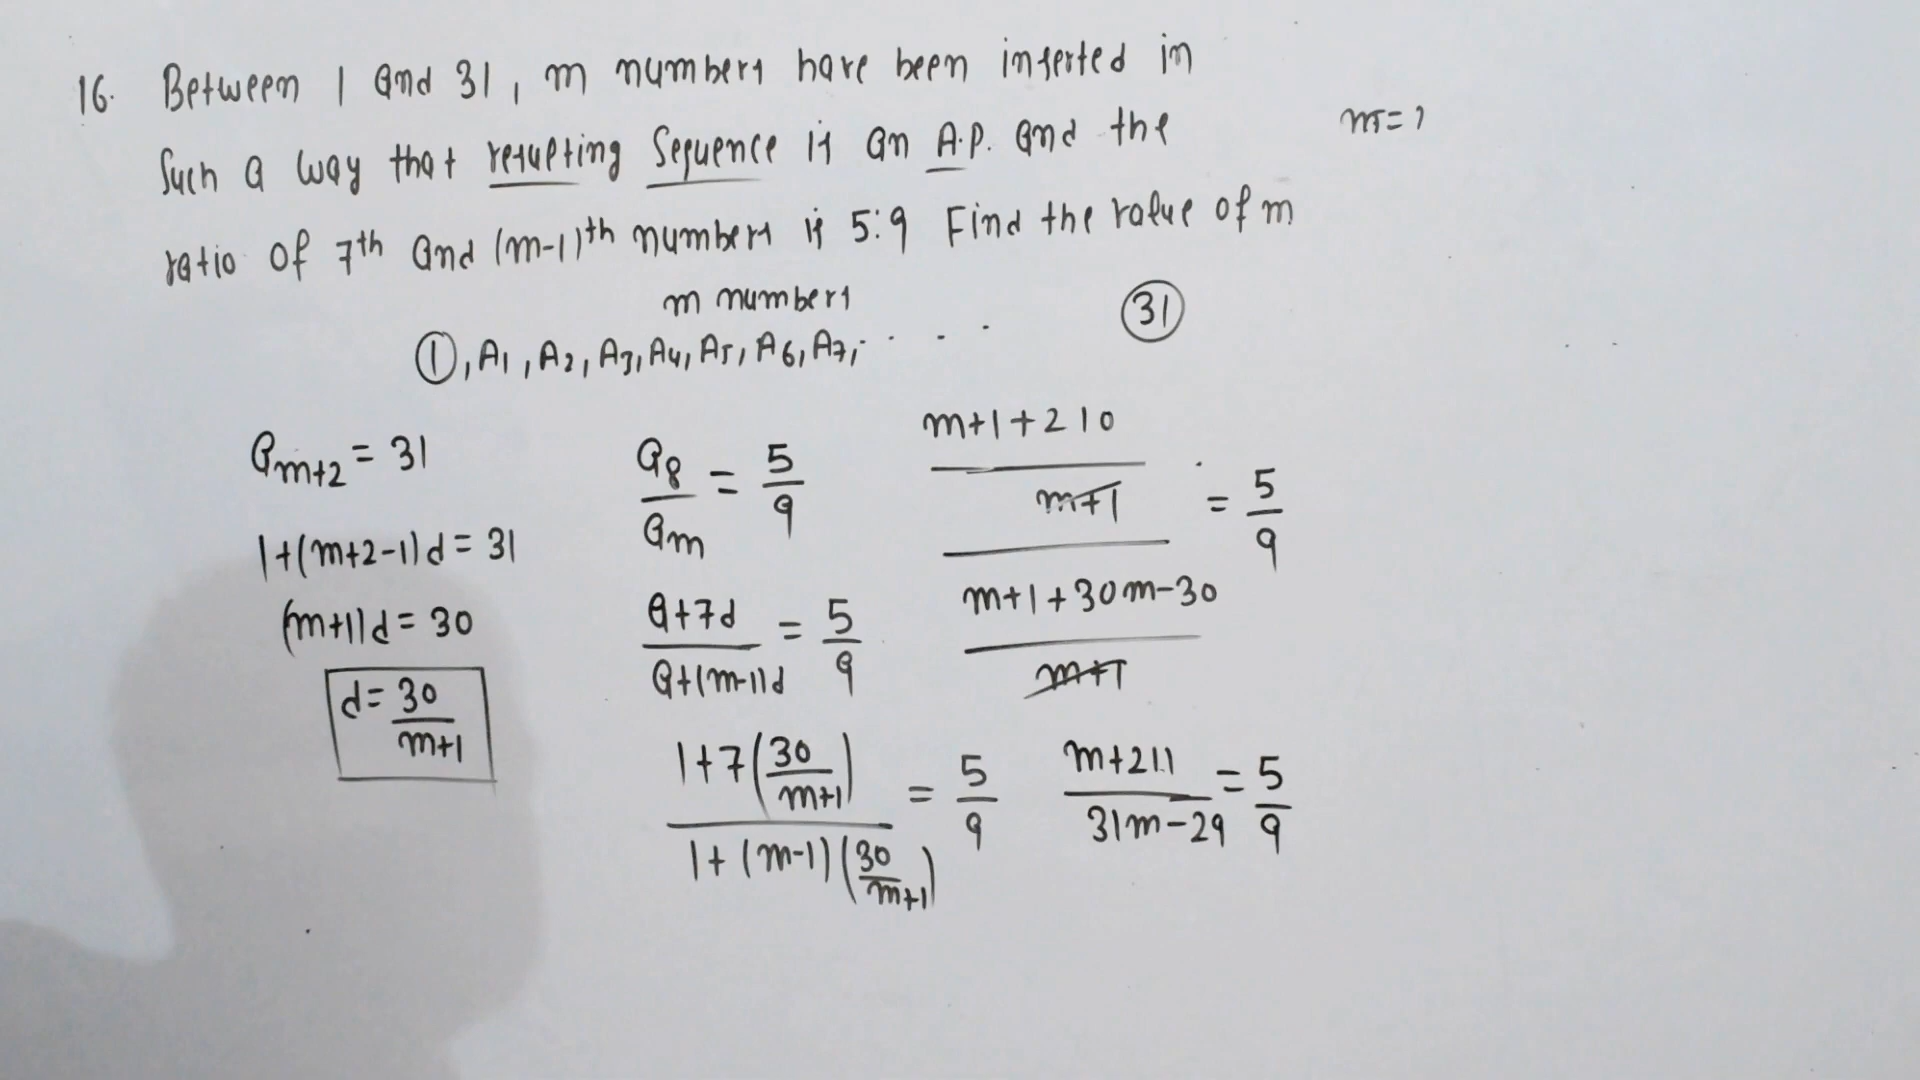 16. Between 1 and 31, m numbers have been inserted in
such a way that resulting sequence is an A.P. and the
ratio of 7th and (m-1)th numbers is 5:9 Find the value of m
m=?
m numbers
1, A1, A2, A3, A4, A5, A6, A7, . . . 31
am+2 = 31
1+(m+2-1)d = 31
(m+1)d = 30
d = 30/m+1
a8/am = 5/9
a+7d/a+(m-1)d = 5/9
1+7(30/m+1)/1+(m-1)(30/m+1) = 5/9
m+1+210
m+1
= 5/9
m+1+30m-30
m+1
m+211/31m-29 = 5/9